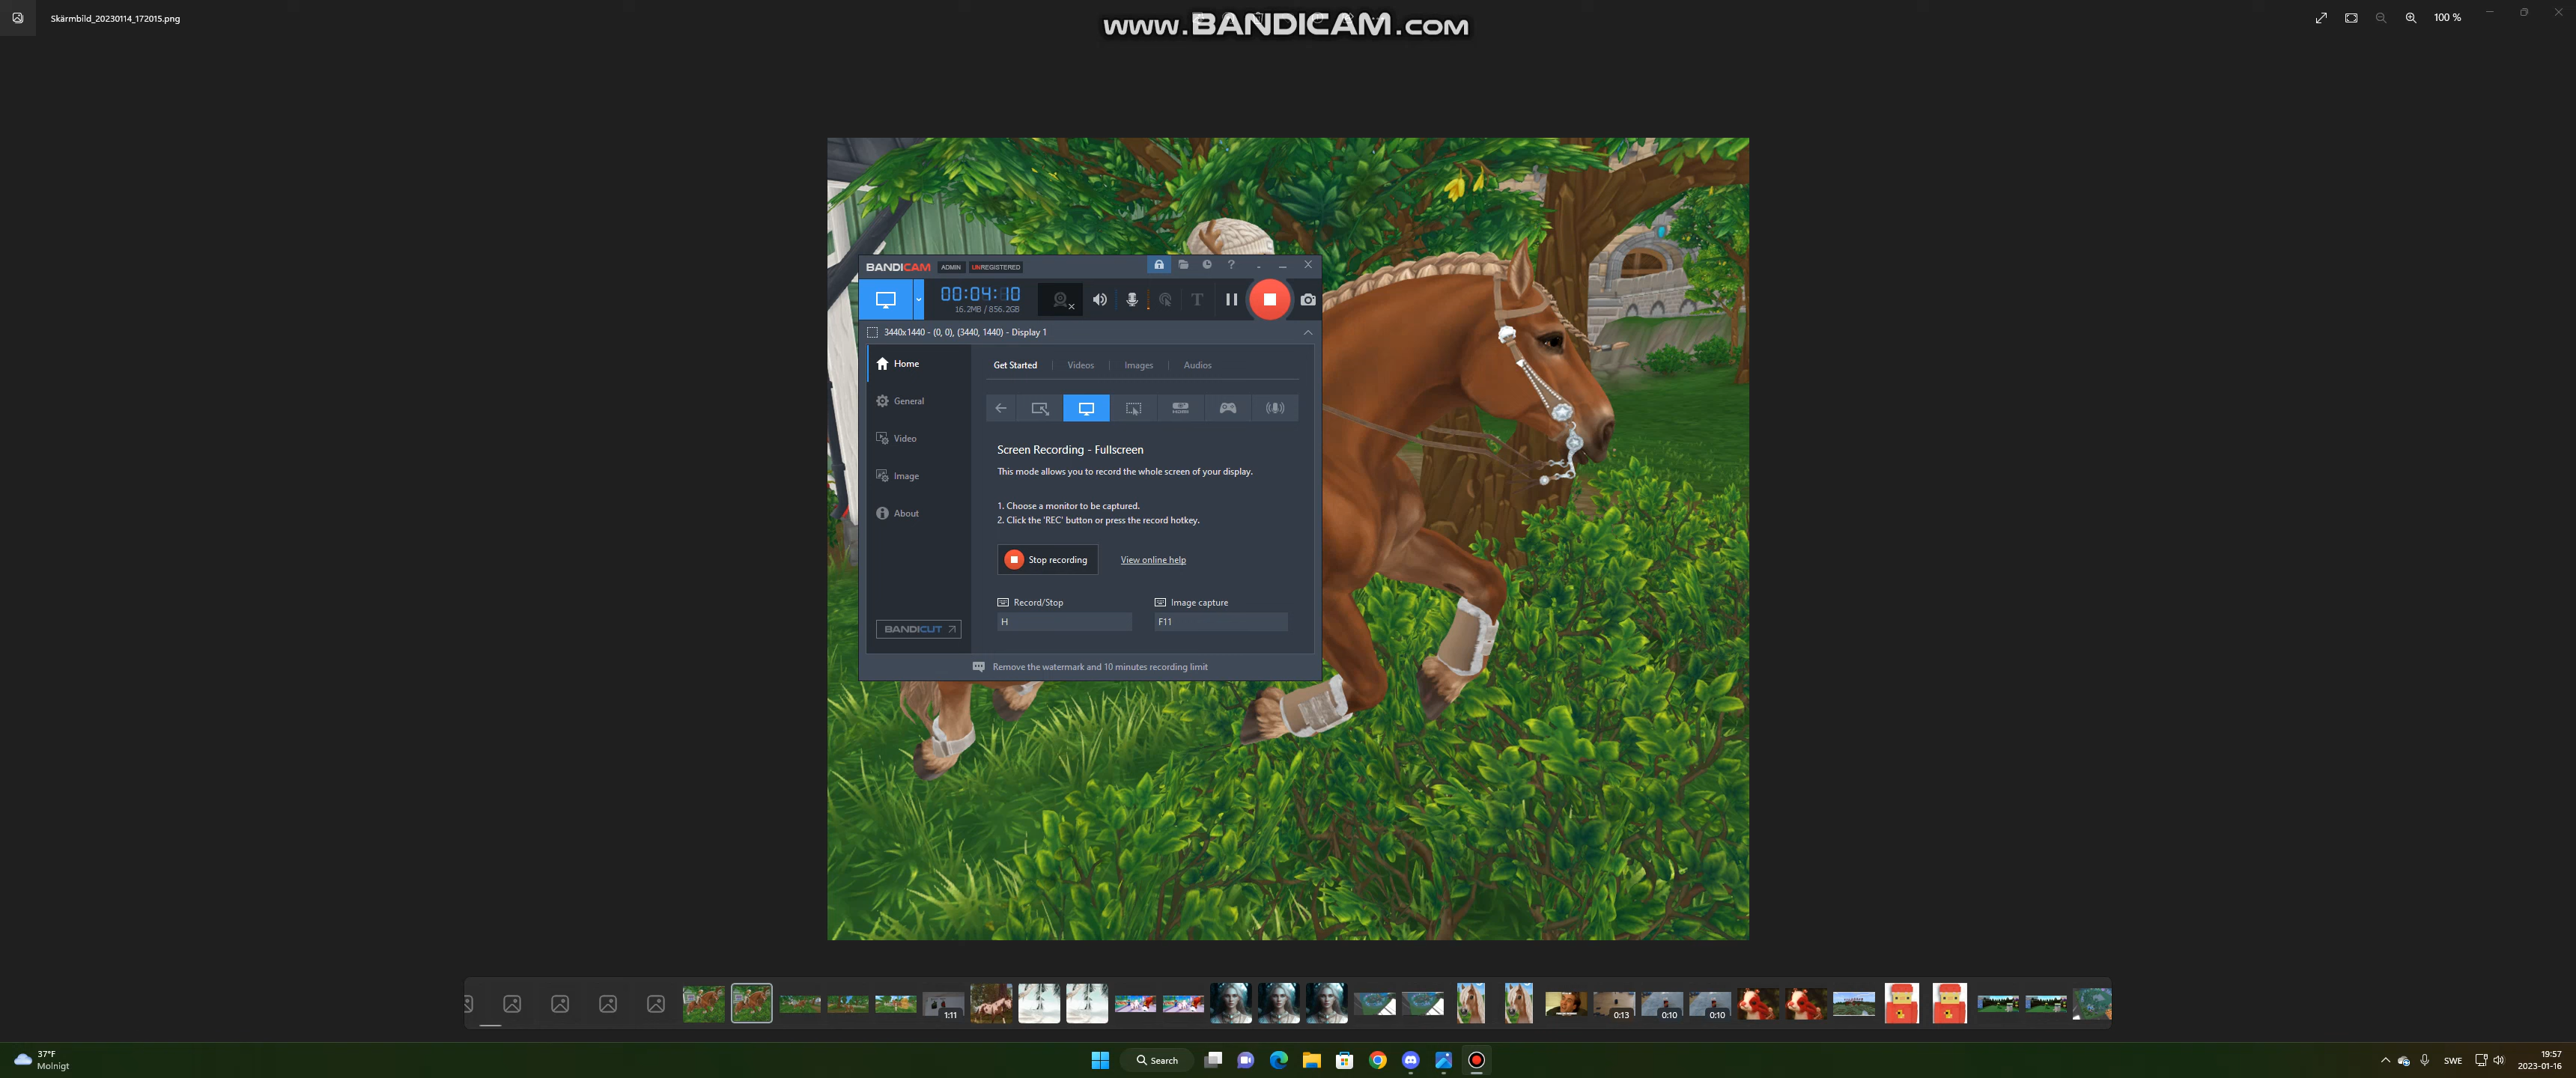 Skärmbild_20230114_172015.png
www.BANDICAM.com
100 %
BANDICAM ADMIN UNREGISTERED
00:04:10
16.2MB / 856.2GB
3440x1440 - (0, 0), (3440, 1440) - Display 1
Home
General
Video
Image
About
BANDICUT
Get Started
Videos
Images
Audios
HDMI
Screen Recording - Fullscreen
This mode allows you to record the whole screen of your display.
1. Choose a monitor to be captured.
2. Click the 'REC' button or press the record hotkey.
Stop recording
View online help
Record/Stop
Image capture
H
F11
Remove the watermark and 10 minutes recording limit
1:11
0:13
0:10
0:10
37°F
Molnigt
Search
SWE
19:57
2023-01-16